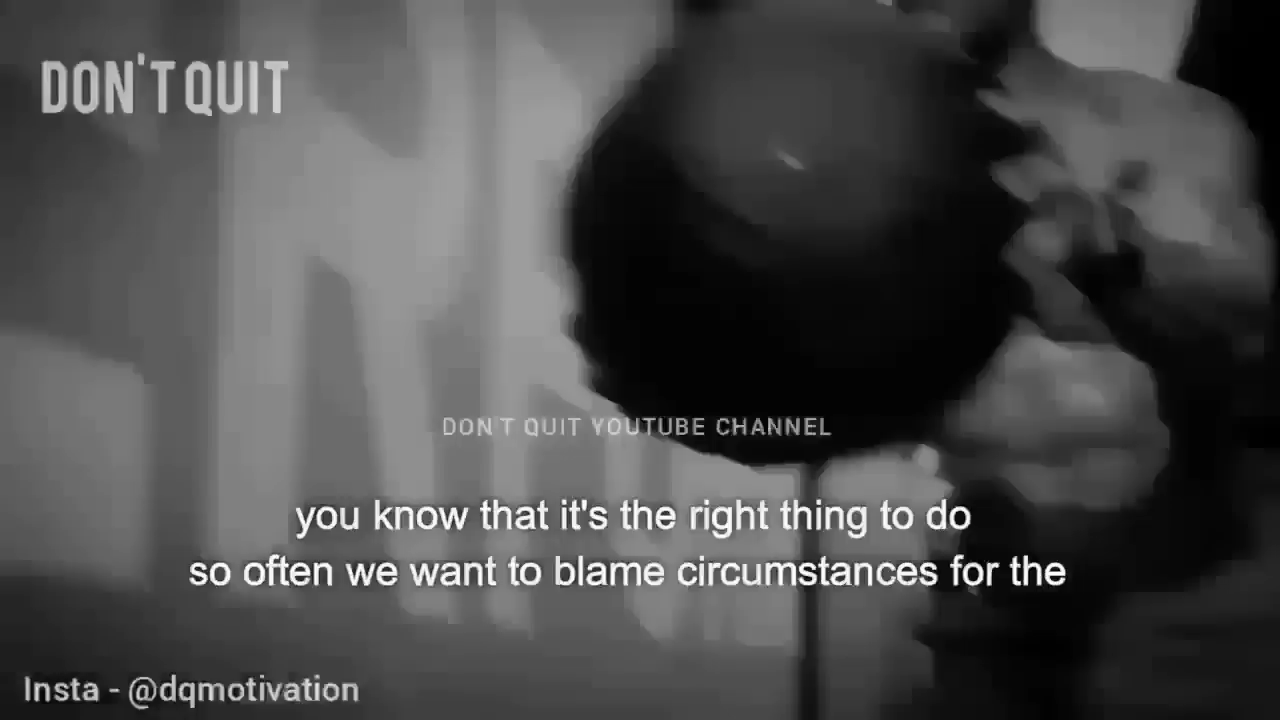 DON'T QUIT
DON'T QUIT YOUTUBE CHANNEL
you know that it's the right thing to do
so often we want to blame circumstances for the
Insta - @dqmotivation